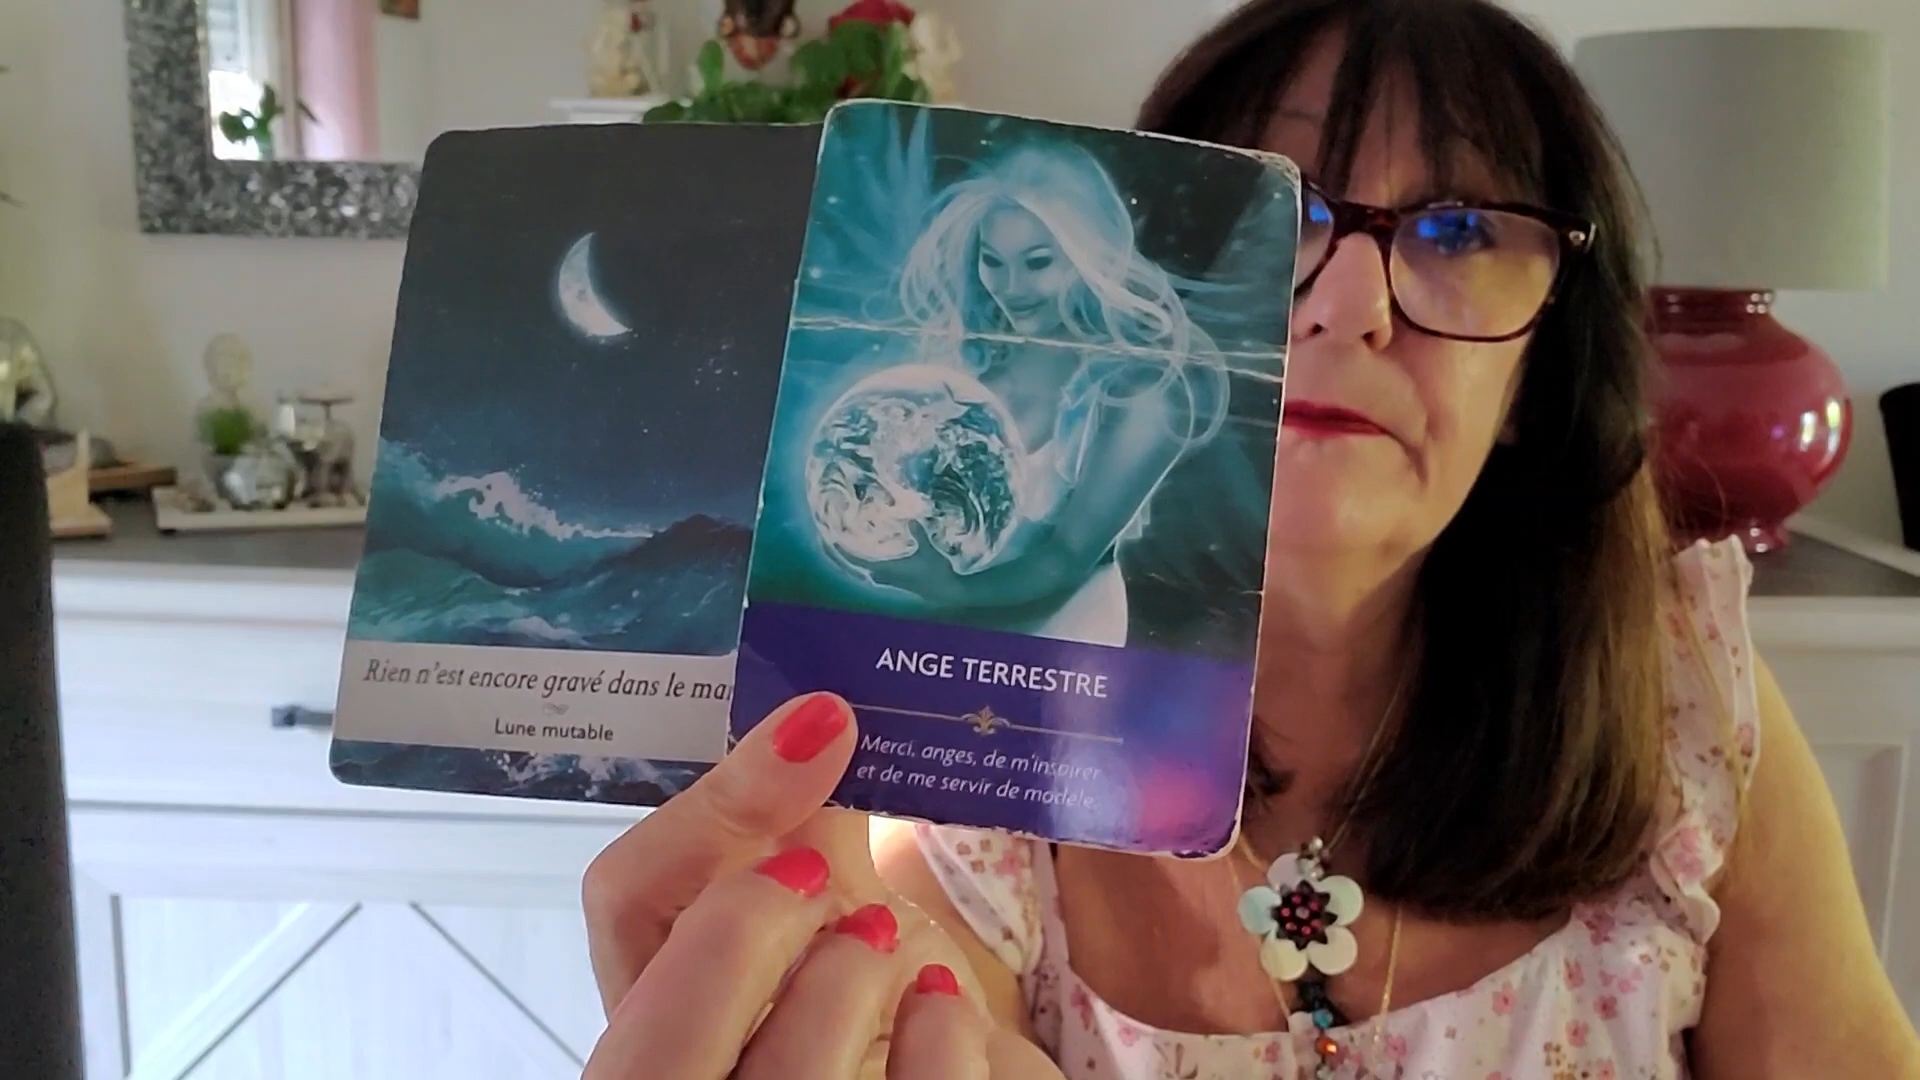 Rien n'est encore gravé dans le
Lune mutable
ANGE TERRESTRE
Merci, anges, de m'inspirer
et de me servir de modèle.